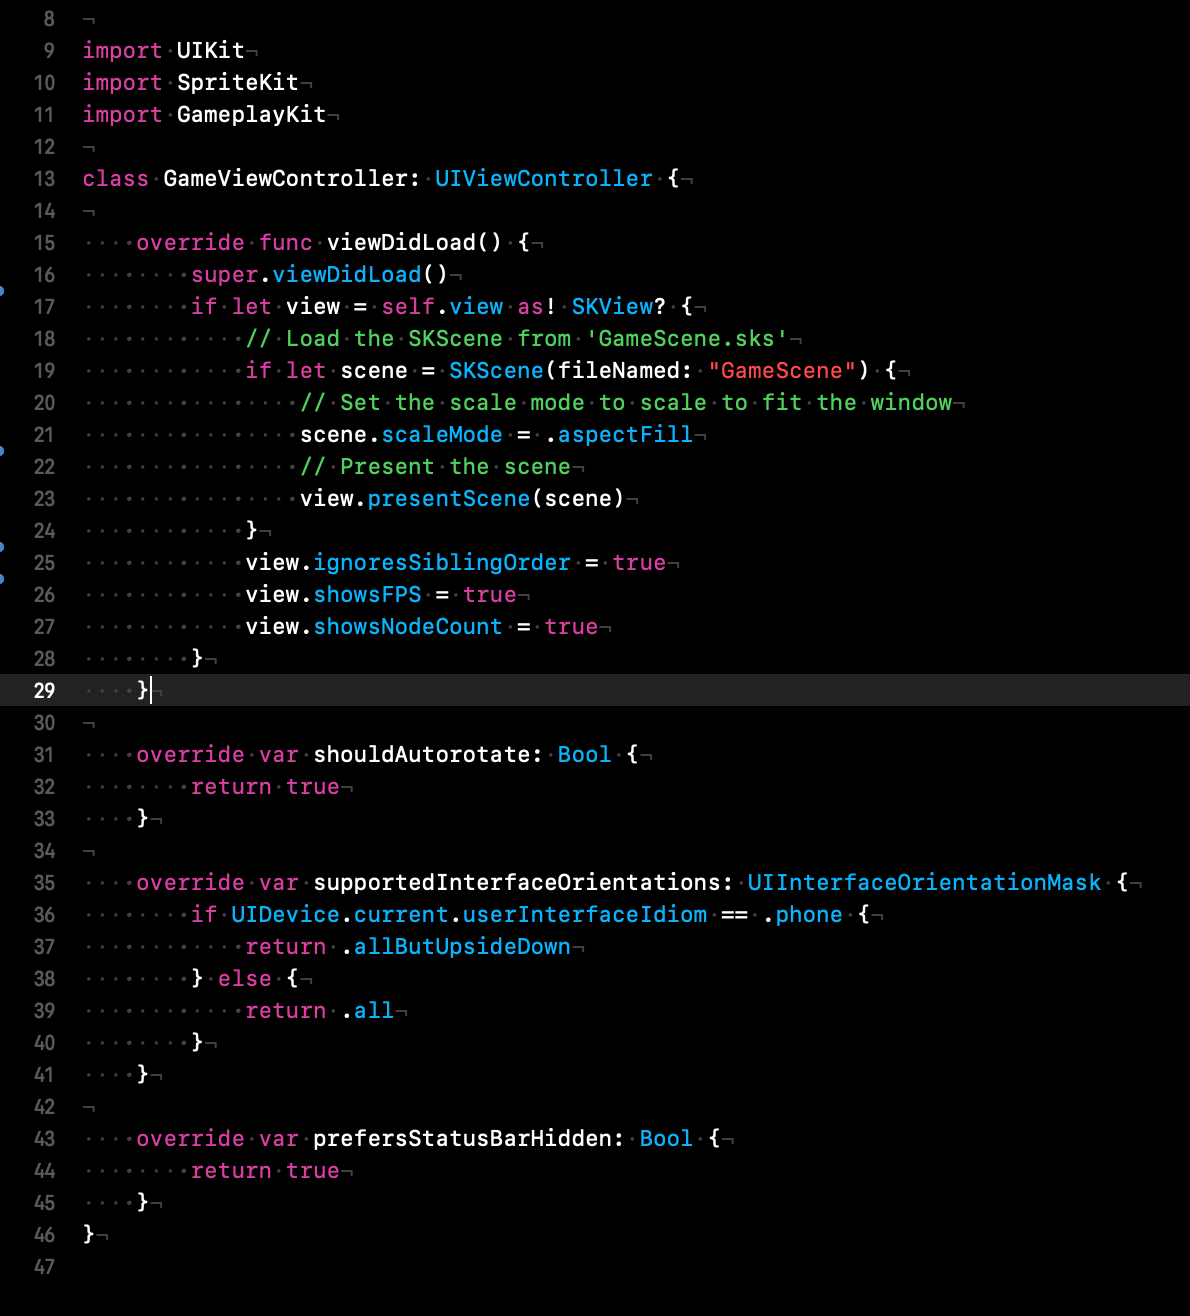 8 ¬
9 import·UIKit¬
10 import·SpriteKit¬
11 import·GameplayKit¬
12 ¬
13 class·GameViewController:·UIViewController·{¬
14 ¬
15 ····override·func·viewDidLoad()·{¬
16 ········super.viewDidLoad()¬
17 ········if·let·view·=·self.view·as!·SKView?·{¬
18 ············//·Load·the·SKScene·from·'GameScene.sks'¬
19 ············if·let·scene·=·SKScene(fileNamed:·"GameScene")·{¬
20 ················//·Set·the·scale·mode·to·scale·to·fit·the·window¬
21 ················scene.scaleMode·=·.aspectFill¬
22 ················//·Present·the·scene¬
23 ················view.presentScene(scene)¬
24 ············}¬
25 ············view.ignoresSiblingOrder·=·true¬
26 ············view.showsFPS·=·true¬
27 ············view.showsNodeCount·=·true¬
28 ········}¬
29 ····}¬
30 ¬
31 ····override·var·shouldAutorotate:·Bool·{¬
32 ········return·true¬
33 ····}¬
34 ¬
35 ····override·var·supportedInterfaceOrientations:·UIInterfaceOrientationMask·{¬
36 ········if·UIDevice.current.userInterfaceIdiom·==·.phone·{¬
37 ············return·.allButUpsideDown¬
38 ········}·else·{¬
39 ············return·.all¬
40 ········}¬
41 ····}¬
42 ¬
43 ····override·var·prefersStatusBarHidden:·Bool·{¬
44 ········return·true¬
45 ····}¬
46 }¬
47